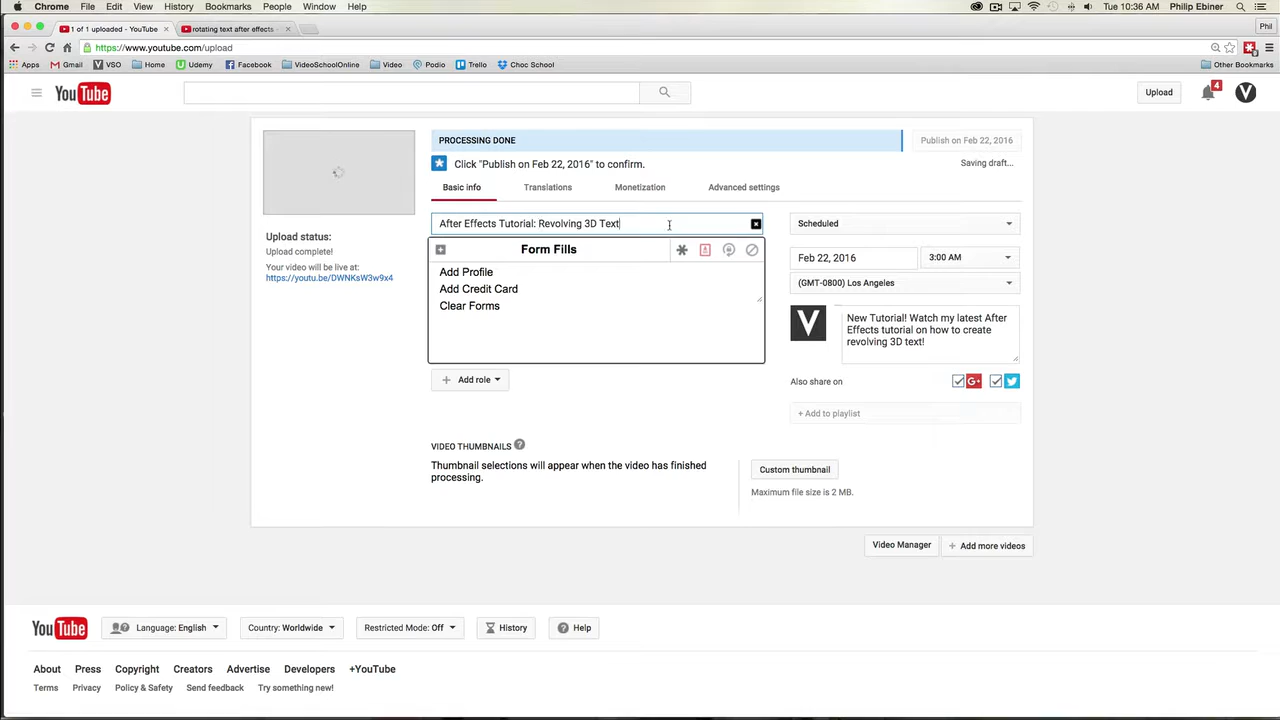 Chrome File Edit View History Bookmarks People Window Help Tue 10:36 AM Philip Ebiner
1 of 1 uploaded - YouTube rotating text after effects - Phil
https://www.youtube.com/upload
Apps Gmail VSO Home Udemy Facebook VideoSchoolOnline Video Podio Trello Choc School Other Bookmarks
YouTube Upload 4 V
PROCESSING DONE Publish on Feb 22, 2016
Click "Publish on Feb 22, 2016" to confirm. Saving draft...
Basic info Translations Monetization Advanced settings
After Effects Tutorial: Revolving 3D Text Scheduled
Upload status:
Upload complete!
Your video will be live at:
https://youtu.be/DWNKsW3w9x4
Form Fills
Add Profile
Add Credit Card
Clear Forms
Feb 22, 2016 3:00 AM
(GMT-0800) Los Angeles
V
New Tutorial! Watch my latest After
Effects tutorial on how to create
revolving 3D text!
+ Add role Also share on G+
+ Add to playlist
VIDEO THUMBNAILS ?
Thumbnail selections will appear when the video has finished
processing.
Custom thumbnail
Maximum file size is 2 MB.
Video Manager + Add more videos
YouTube Language: English Country: Worldwide Restricted Mode: Off History ? Help
About Press Copyright Creators Advertise Developers +YouTube
Terms Privacy Policy & Safety Send feedback Try something new!